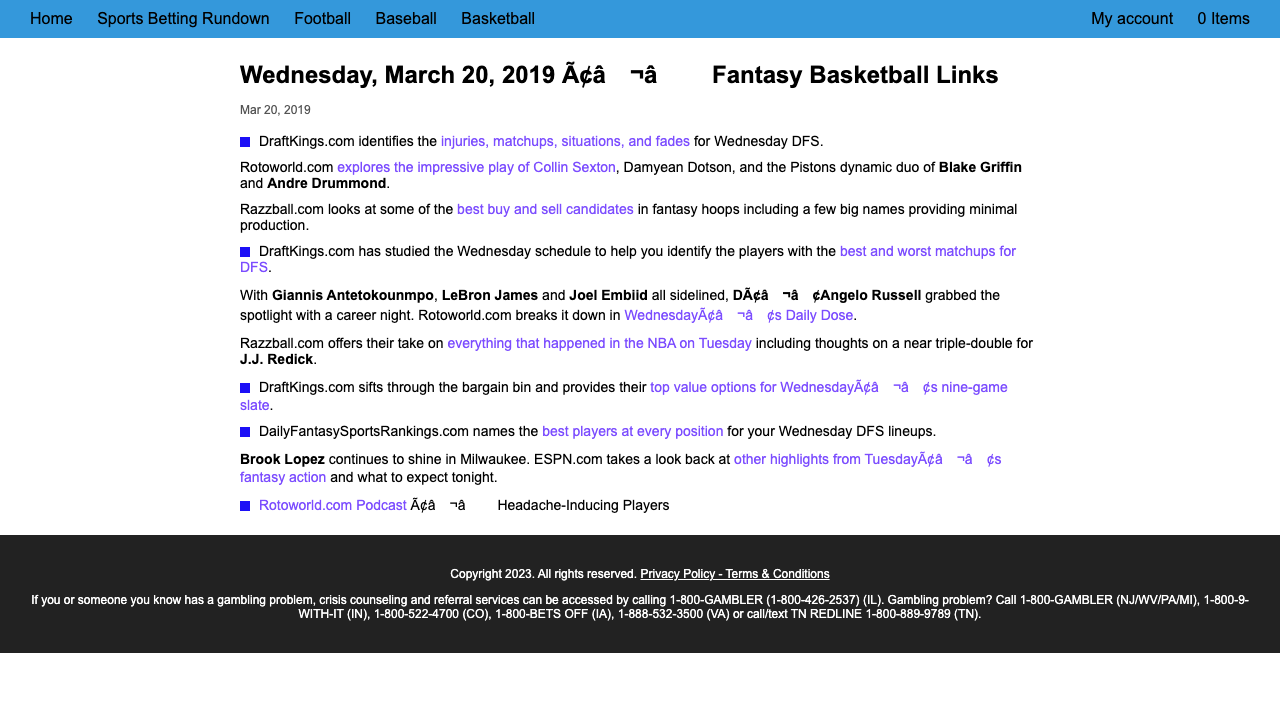 Home Sports Betting Rundown Football Baseball Basketball My account 0 Items
Wednesday, March 20, 2019 Ã¢â ¬â Fantasy Basketball Links
Mar 20, 2019
DraftKings.com identifies the injuries, matchups, situations, and fades for Wednesday DFS.
Rotoworld.com explores the impressive play of Collin Sexton, Damyean Dotson, and the Pistons dynamic duo of Blake Griffin
and Andre Drummond.
Razzball.com looks at some of the best buy and sell candidates in fantasy hoops including a few big names providing minimal
production.
DraftKings.com has studied the Wednesday schedule to help you identify the players with the best and worst matchups for
DFS.
With Giannis Antetokounmpo, LeBron James and Joel Embiid all sidelined, DÃ¢â ¬â ¢Angelo Russell grabbed the
spotlight with a career night. Rotoworld.com breaks it down in WednesdayÃ¢â ¬â ¢s Daily Dose.
Razzball.com offers their take on everything that happened in the NBA on Tuesday including thoughts on a near triple-double for
J.J. Redick.
DraftKings.com sifts through the bargain bin and provides their top value options for WednesdayÃ¢â ¬â ¢s nine-game
slate.
DailyFantasySportsRankings.com names the best players at every position for your Wednesday DFS lineups.
Brook Lopez continues to shine in Milwaukee. ESPN.com takes a look back at other highlights from TuesdayÃ¢â ¬â ¢s
fantasy action and what to expect tonight.
Rotoworld.com Podcast Ã¢â ¬â Headache-Inducing Players
Copyright 2023. All rights reserved. Privacy Policy - Terms & Conditions
If you or someone you know has a gambling problem, crisis counseling and referral services can be accessed by calling 1-800-GAMBLER (1-800-426-2537) (IL). Gambling problem? Call 1-800-GAMBLER (NJ/WV/PA/MI), 1-800-9-
WITH-IT (IN), 1-800-522-4700 (CO), 1-800-BETS OFF (IA), 1-888-532-3500 (VA) or call/text TN REDLINE 1-800-889-9789 (TN).